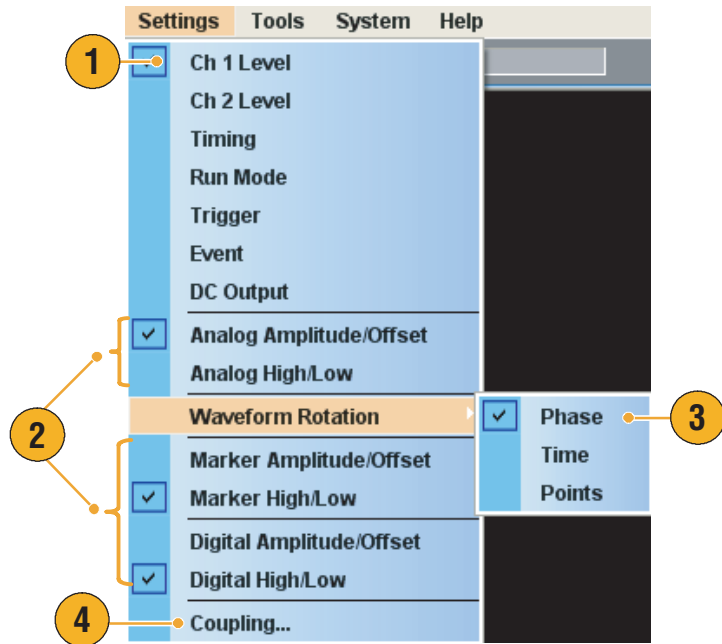 Settings Tools System Help
1
Ch 1 Level
Ch 2 Level
Timing
Run Mode
Trigger
Event
DC Output
Analog Amplitude/Offset
Analog High/Low
2
Waveform Rotation
Phase
3
Time
Points
Marker Amplitude/Offset
Marker High/Low
Digital Amplitude/Offset
Digital High/Low
4
Coupling...